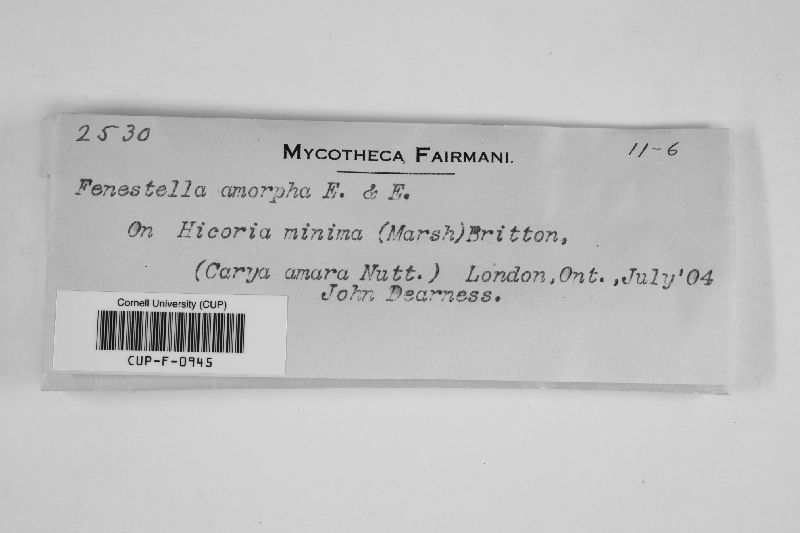 2530
MYCOTHECA FAIRMANI.
11-6
Fenestella amorpha E. & E.
On Hicoria minima (Marsh)Britton,
(Carya amara Nutt.) London,Ont.,July'04
John Dearness.
Cornell University (CUP)
CUP-F-0945